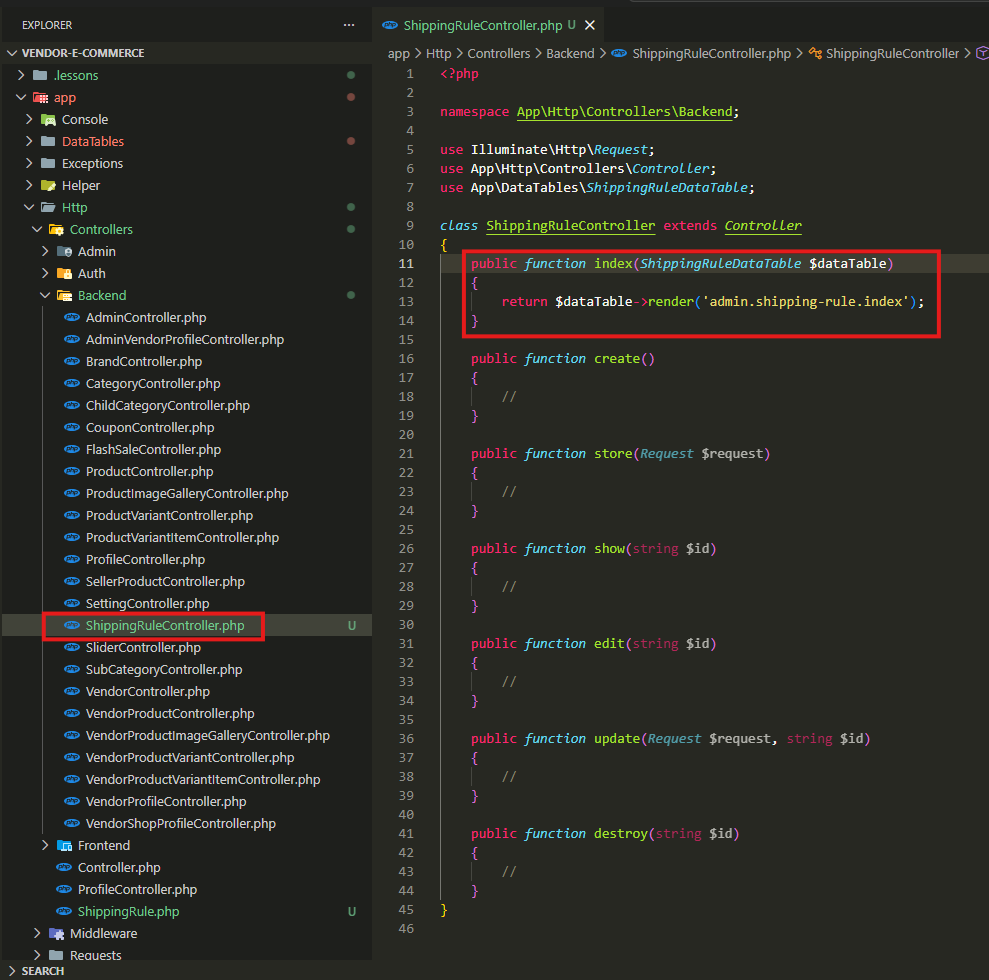 EXPLORER
VENDOR-E-COMMERCE
.lessons
app
Console
DataTables
Exceptions
Helper
Http
Controllers
Admin
Auth
Backend
AdminController.php
AdminVendorProfileController.php
BrandController.php
CategoryController.php
ChildCategoryController.php
CouponController.php
FlashSaleController.php
ProductController.php
ProductImageGalleryController.php
ProductVariantController.php
ProductVariantItemController.php
ProfileController.php
SellerProductController.php
SettingController.php
ShippingRuleController.php U
SliderController.php
SubCategoryController.php
VendorController.php
VendorProductController.php
VendorProductImageGalleryController.php
VendorProductVariantController.php
VendorProductVariantItemController.php
VendorProfileController.php
VendorShopProfileController.php
Frontend
Controller.php
ProfileController.php
ShippingRule.php U
Middleware
Requests
SEARCH
ShippingRuleController.php U
app > Http > Controllers > Backend > ShippingRuleController.php > ShippingRuleController >
1 <?php
2
3 namespace App\Http\Controllers\Backend;
4
5 use Illuminate\Http\Request;
6 use App\Http\Controllers\Controller;
7 use App\DataTables\ShippingRuleDataTable;
8
9 class ShippingRuleController extends Controller
10 {
11 public function index(ShippingRuleDataTable $dataTable)
12 {
13 return $dataTable->render('admin.shipping-rule.index');
14 }
15
16 public function create()
17 {
18 //
19 }
20
21 public function store(Request $request)
22 {
23 //
24 }
25
26 public function show(string $id)
27 {
28 //
29 }
30
31 public function edit(string $id)
32 {
33 //
34 }
35
36 public function update(Request $request, string $id)
37 {
38 //
39 }
40
41 public function destroy(string $id)
42 {
43 //
44 }
45 }
46